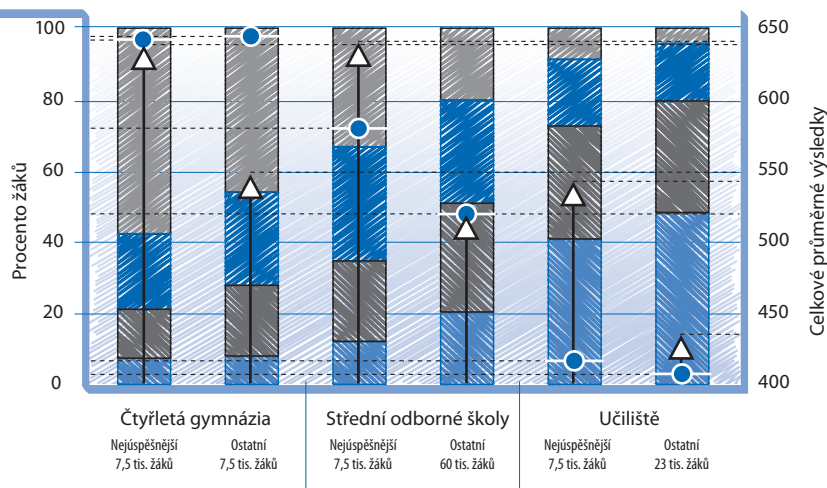 100
80
60
40
20
0
Procento žáků
650
600
550
500
450
400
Celkové průměrné výsledky
Čtyřletá gymnázia
Střední odborné školy
Učiliště
Nejúspěšnější
7,5 tis. žáků
Ostatní
7,5 tis. žáků
Nejúspěšnější
7,5 tis. žáků
Ostatní
60 tis. žáků
Nejúspěšnější
7,5 tis. žáků
Ostatní
23 tis. žáků